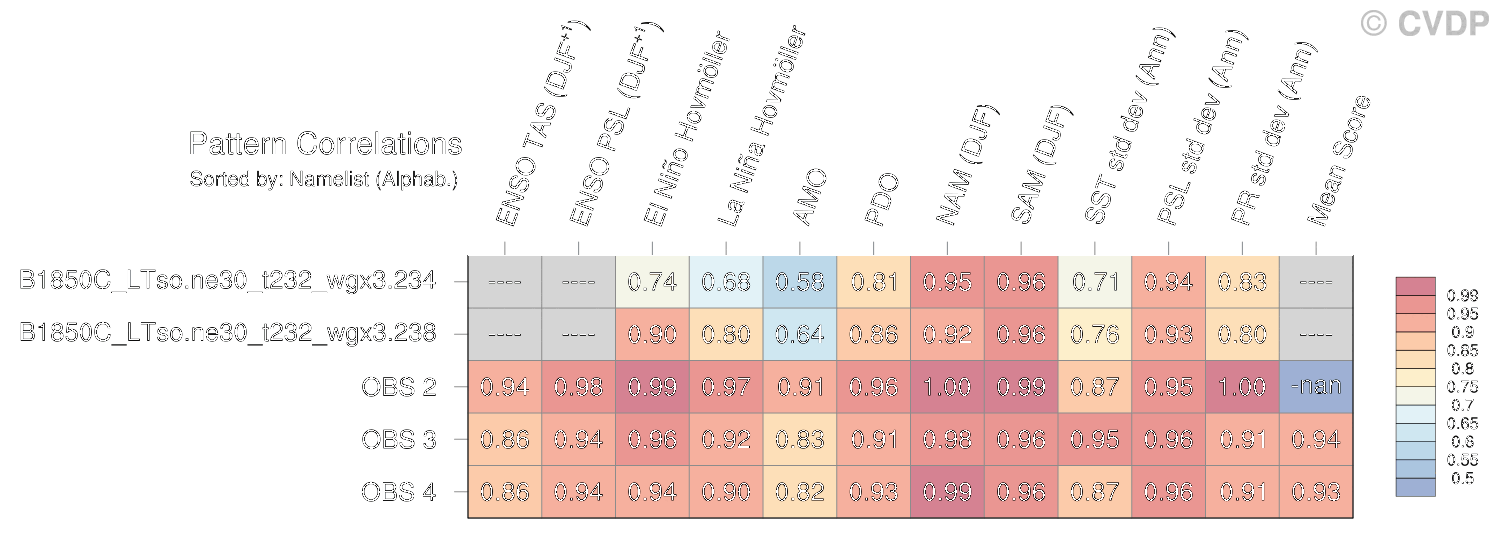 © CVDP
ENSO TAS (DJF+1)
ENSO PSL (DJF+1)
El Niño Hovmöller
La Niña Hovmöller
AMO
PDO
NAM (DJF)
SAM (DJF)
SST std dev (Ann)
PSL std dev (Ann)
PR std dev (Ann)
Mean Score
Pattern Correlations
Sorted by: Namelist (Alphab.)
B1850C_LTso.ne30_t232_wgx3.234 ---- ---- 0.74 0.68 0.58 0.81 0.95 0.96 0.71 0.94 0.83 ----
B1850C_LTso.ne30_t232_wgx3.238 ---- ---- 0.90 0.80 0.64 0.86 0.92 0.96 0.76 0.93 0.80 ----
OBS 2 0.94 0.98 0.99 0.97 0.91 0.96 1.00 0.99 0.87 0.95 1.00 -nan
OBS 3 0.86 0.94 0.96 0.92 0.83 0.91 0.98 0.96 0.95 0.96 0.91 0.94
OBS 4 0.86 0.94 0.94 0.90 0.82 0.93 0.99 0.96 0.87 0.96 0.91 0.93
0.99
0.95
0.9
0.85
0.8
0.75
0.7
0.65
0.6
0.55
0.5